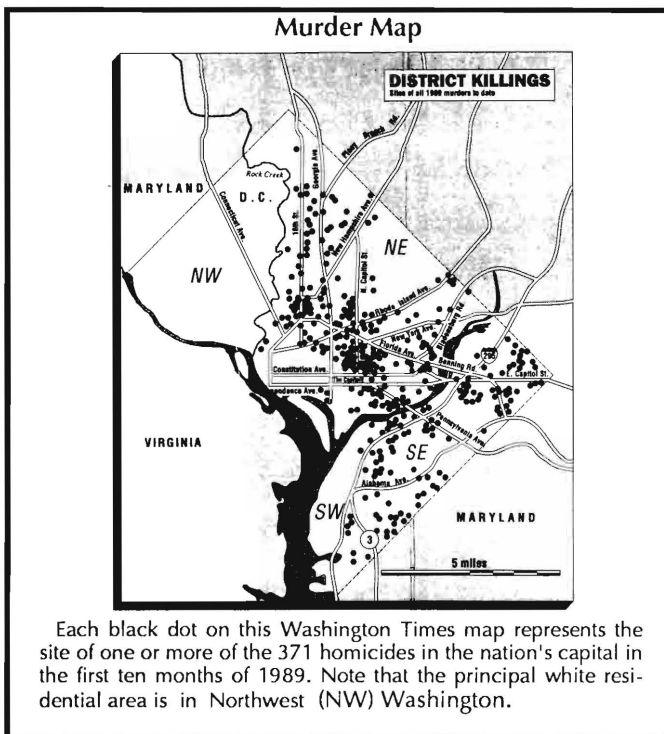 Murder Map
DISTRICT KILLINGS
Sites of all 1989 murders to date
Piney Branch Rd.
Georgia Ave
Rock Creek
MARYLAND
D.C.
16th St.
New Hampshire Ave.
Connecticut Ave.
NE
NW
N. Capitol St.
Rhode Island Ave.
New York Ave.
Bladensburg Rd.
Florida Ave.
295
Benning Rd
Constitution Ave.
The Capitol
E. Capitol St.
pendence Ave.
Pennsylvania Ave.
VIRGINIA
SE
Alabama Ave.
SW
MARYLAND
3
5 miles
Each black dot on this Washington Times map represents the
site of one or more of the 371 homicides in the nation's capital in
the first ten months of 1989. Note that the principal white resi-
dential area is in Northwest (NW) Washington.